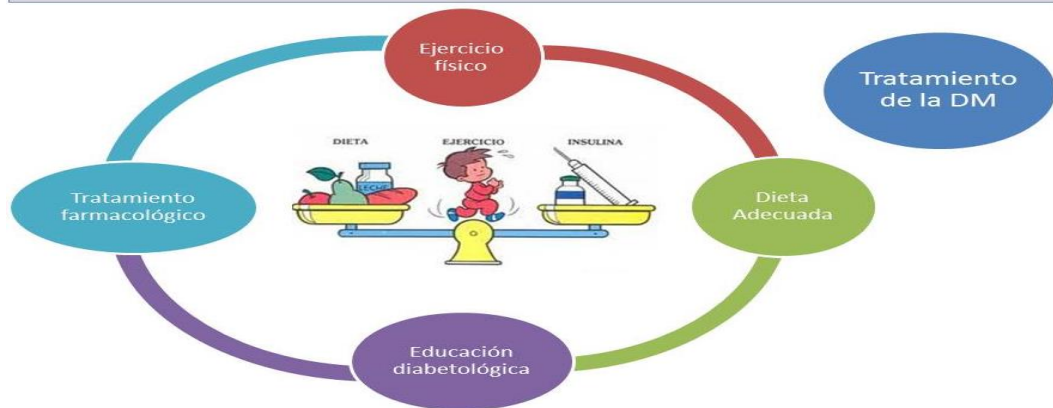 Ejercicio
físico
Tratamiento
de la DM
DIETA
EJERCICIO
INSULINA
LECHE
Tratamiento
farmacológico
Dieta
Adecuada
Educación
diabetológica